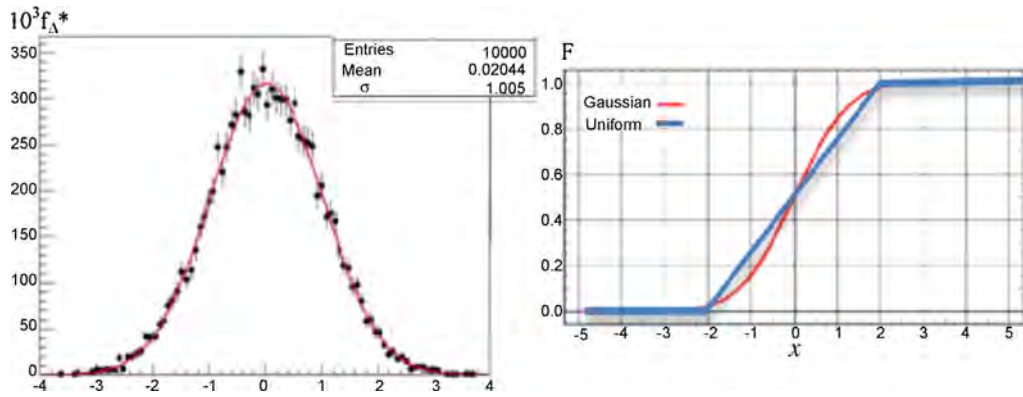 10³f_Δ*
350
300
250
200
150
100
50
0
-4 -3 -2 -1 0 1 2 3 4
Entries 10000
Mean 0.02044
σ 1.005
F
1.0
0.8
0.6
0.4
0.2
0.0
Gaussian
Uniform
-5 -4 -3 -2 -1 0 1 2 3 4 5
x